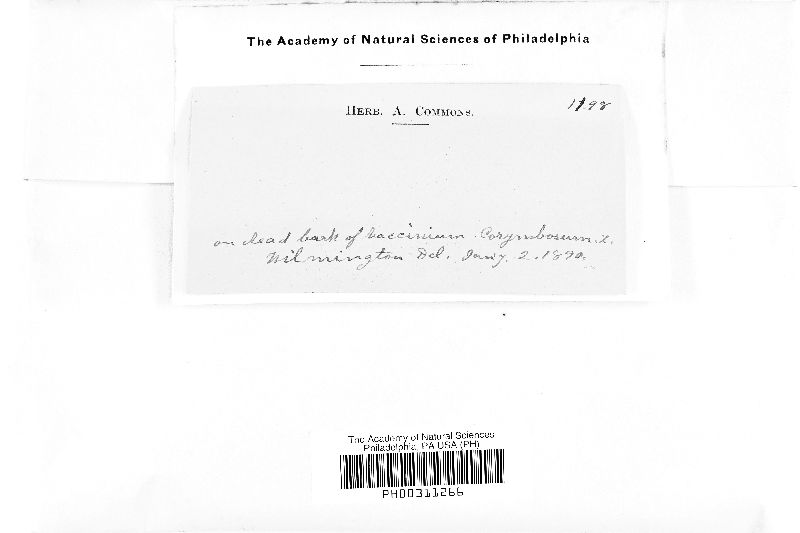 The Academy of Natural Sciences of Philadelphia
HERB. A. COMMONS.
1198
on dead bark of Vaccinium Corymbosum. L.
Wilmington Del. Jany. 2. 1890.
The Academy of Natural Sciences
Philadelphia, PA USA (PH)
PH00311266